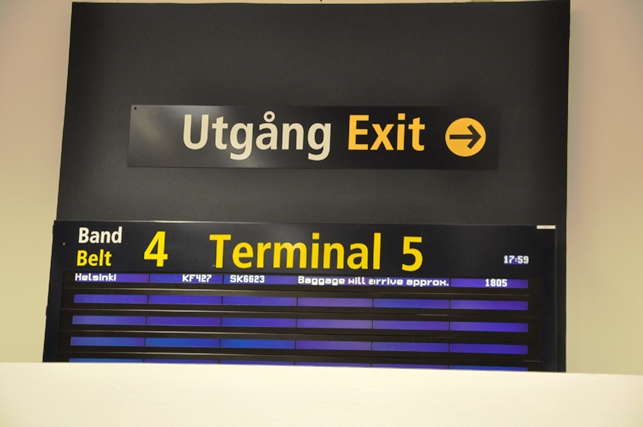 Utgång Exit
Band
Belt 4 Terminal 5 17:59
Helsinki KF427 SK6623 Baggage will arrive approx. 1805